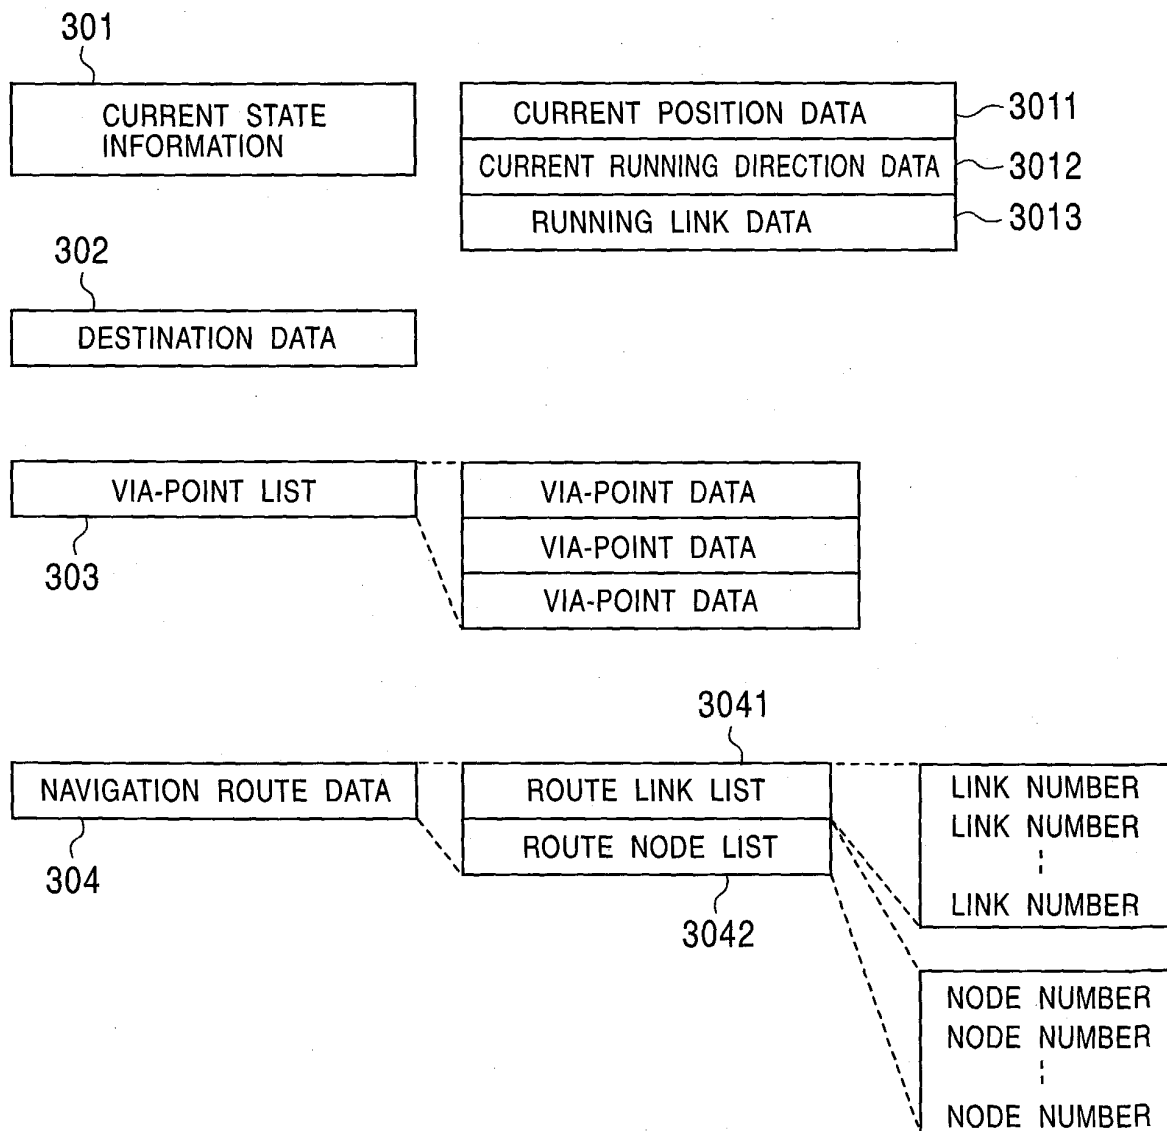 301
CURRENT STATE
INFORMATION
CURRENT POSITION DATA
3011
CURRENT RUNNING DIRECTION DATA
3012
RUNNING LINK DATA
3013
302
DESTINATION DATA
VIA-POINT LIST
303
VIA-POINT DATA
VIA-POINT DATA
VIA-POINT DATA
3041
NAVIGATION ROUTE DATA
304
ROUTE LINK LIST
ROUTE NODE LIST
3042
LINK NUMBER
LINK NUMBER
LINK NUMBER
NODE NUMBER
NODE NUMBER
NODE NUMBER